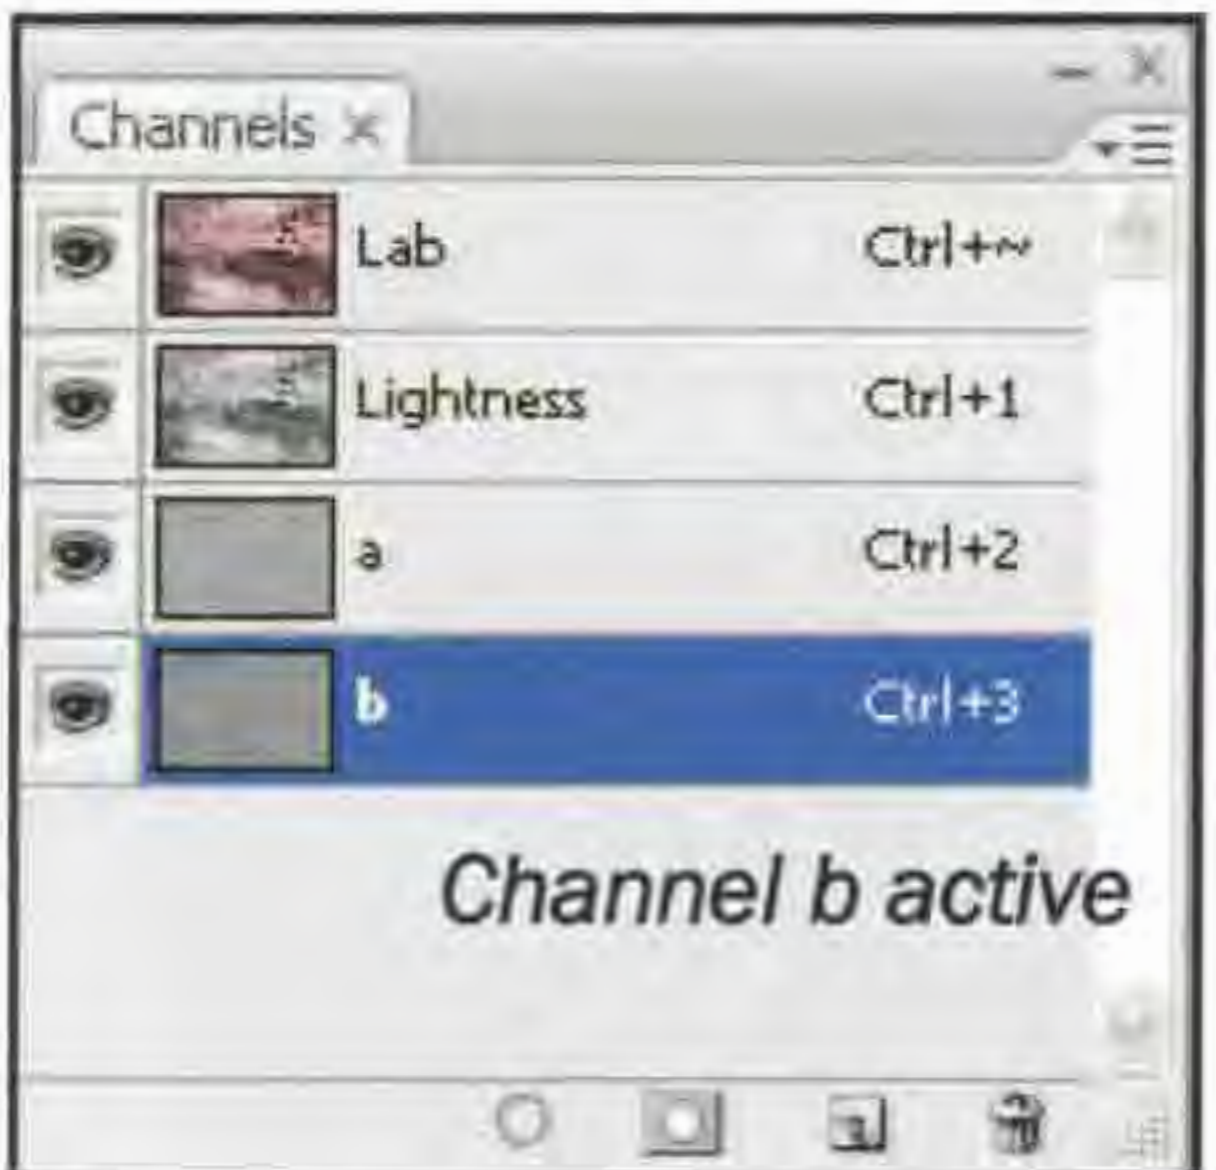 Channels
Lab Ctrl+~
Lightness Ctrl+1
a Ctrl+2
b Ctrl+3
Channel b active